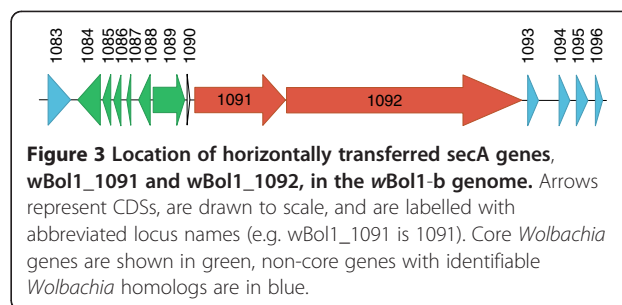 1083 1084 1085 1086 1087 1088 1089 1090 1093 1094 1095 1096
1091 1092
Figure 3 Location of horizontally transferred secA genes,
wBol1_1091 and wBol1_1092, in the wBol1-b genome. Arrows
represent CDSs, are drawn to scale, and are labelled with
abbreviated locus names (e.g. wBol1_1091 is 1091). Core Wolbachia
genes are shown in green, non-core genes with identifiable
Wolbachia homologs are in blue.